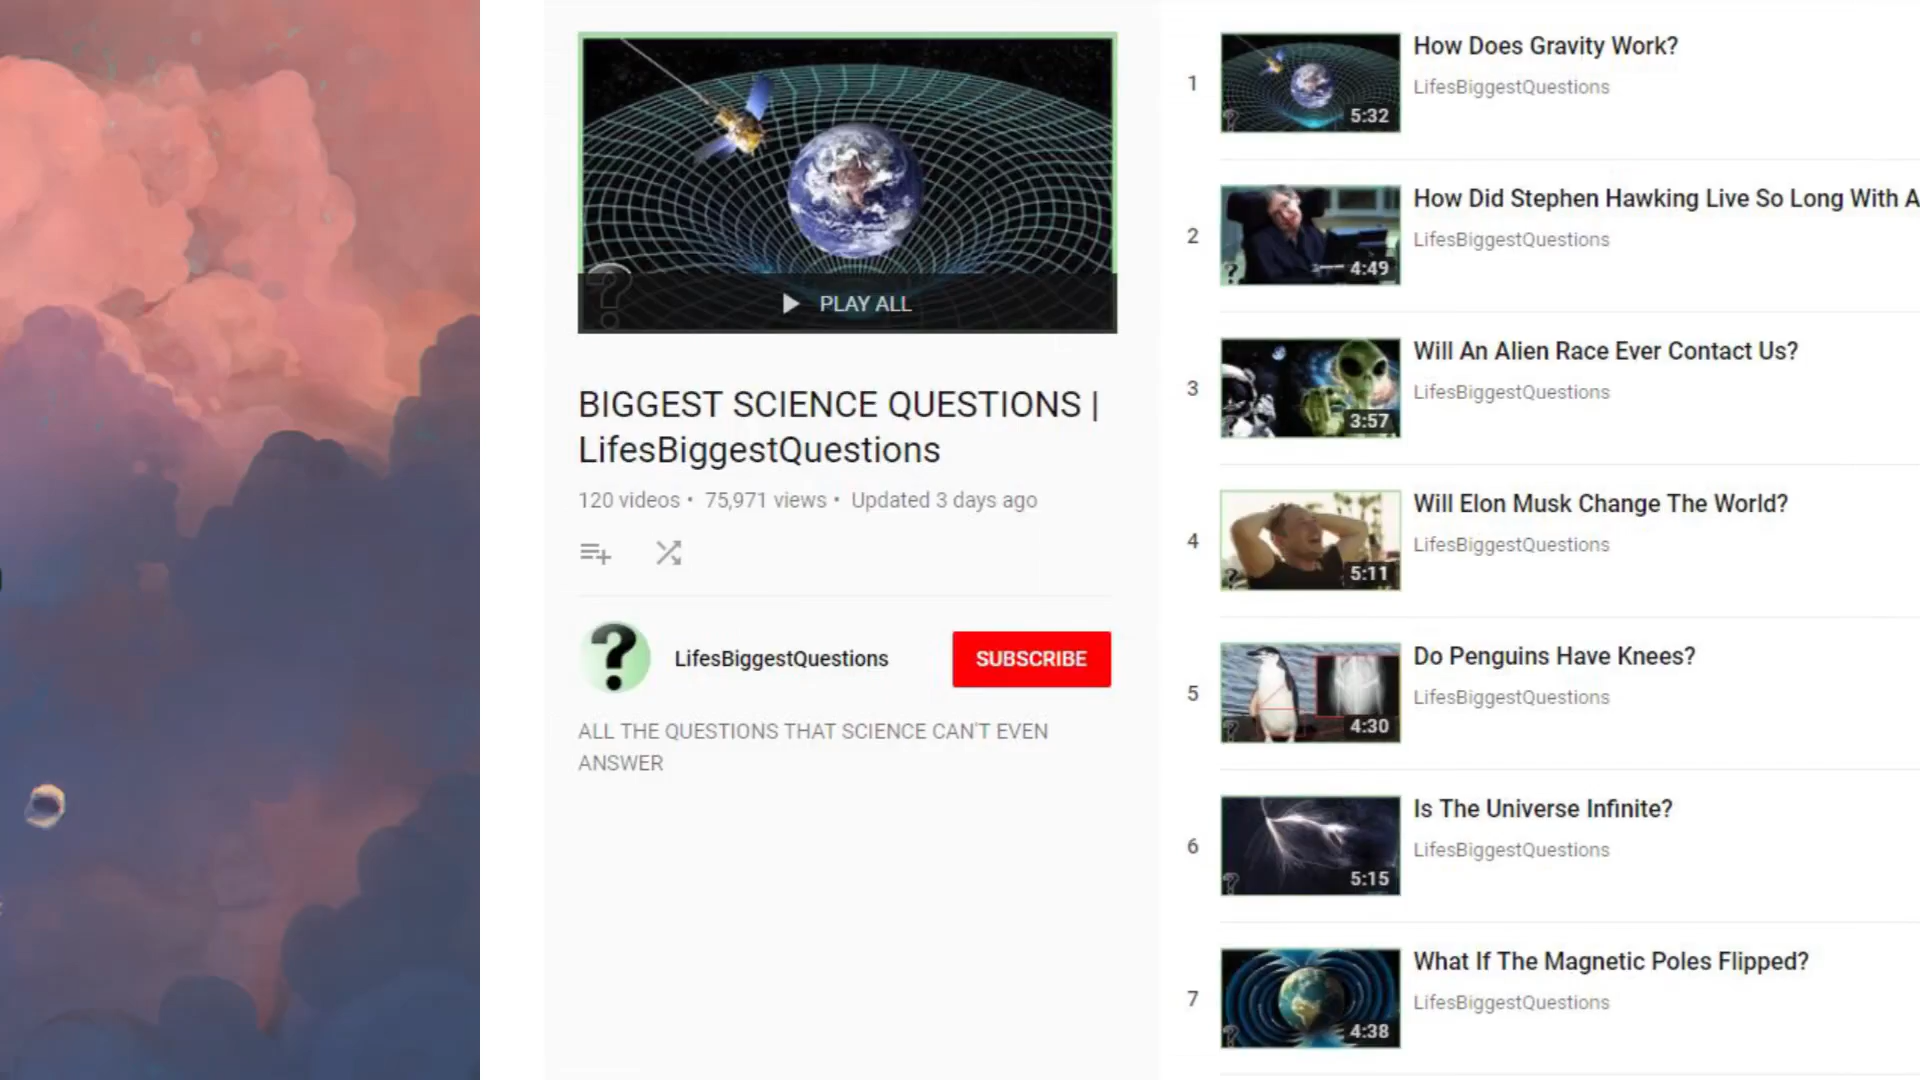 PLAY ALL
BIGGEST SCIENCE QUESTIONS |
LifesBiggestQuestions
120 videos • 75,971 views • Updated 3 days ago
?
LifesBiggestQuestions
SUBSCRIBE
ALL THE QUESTIONS THAT SCIENCE CAN'T EVEN
ANSWER
1
5:32
How Does Gravity Work?
LifesBiggestQuestions
2
4:49
How Did Stephen Hawking Live So Long With A
LifesBiggestQuestions
3
3:57
Will An Alien Race Ever Contact Us?
LifesBiggestQuestions
4
5:11
Will Elon Musk Change The World?
LifesBiggestQuestions
5
4:30
Do Penguins Have Knees?
LifesBiggestQuestions
6
5:15
Is The Universe Infinite?
LifesBiggestQuestions
7
4:38
What If The Magnetic Poles Flipped?
LifesBiggestQuestions